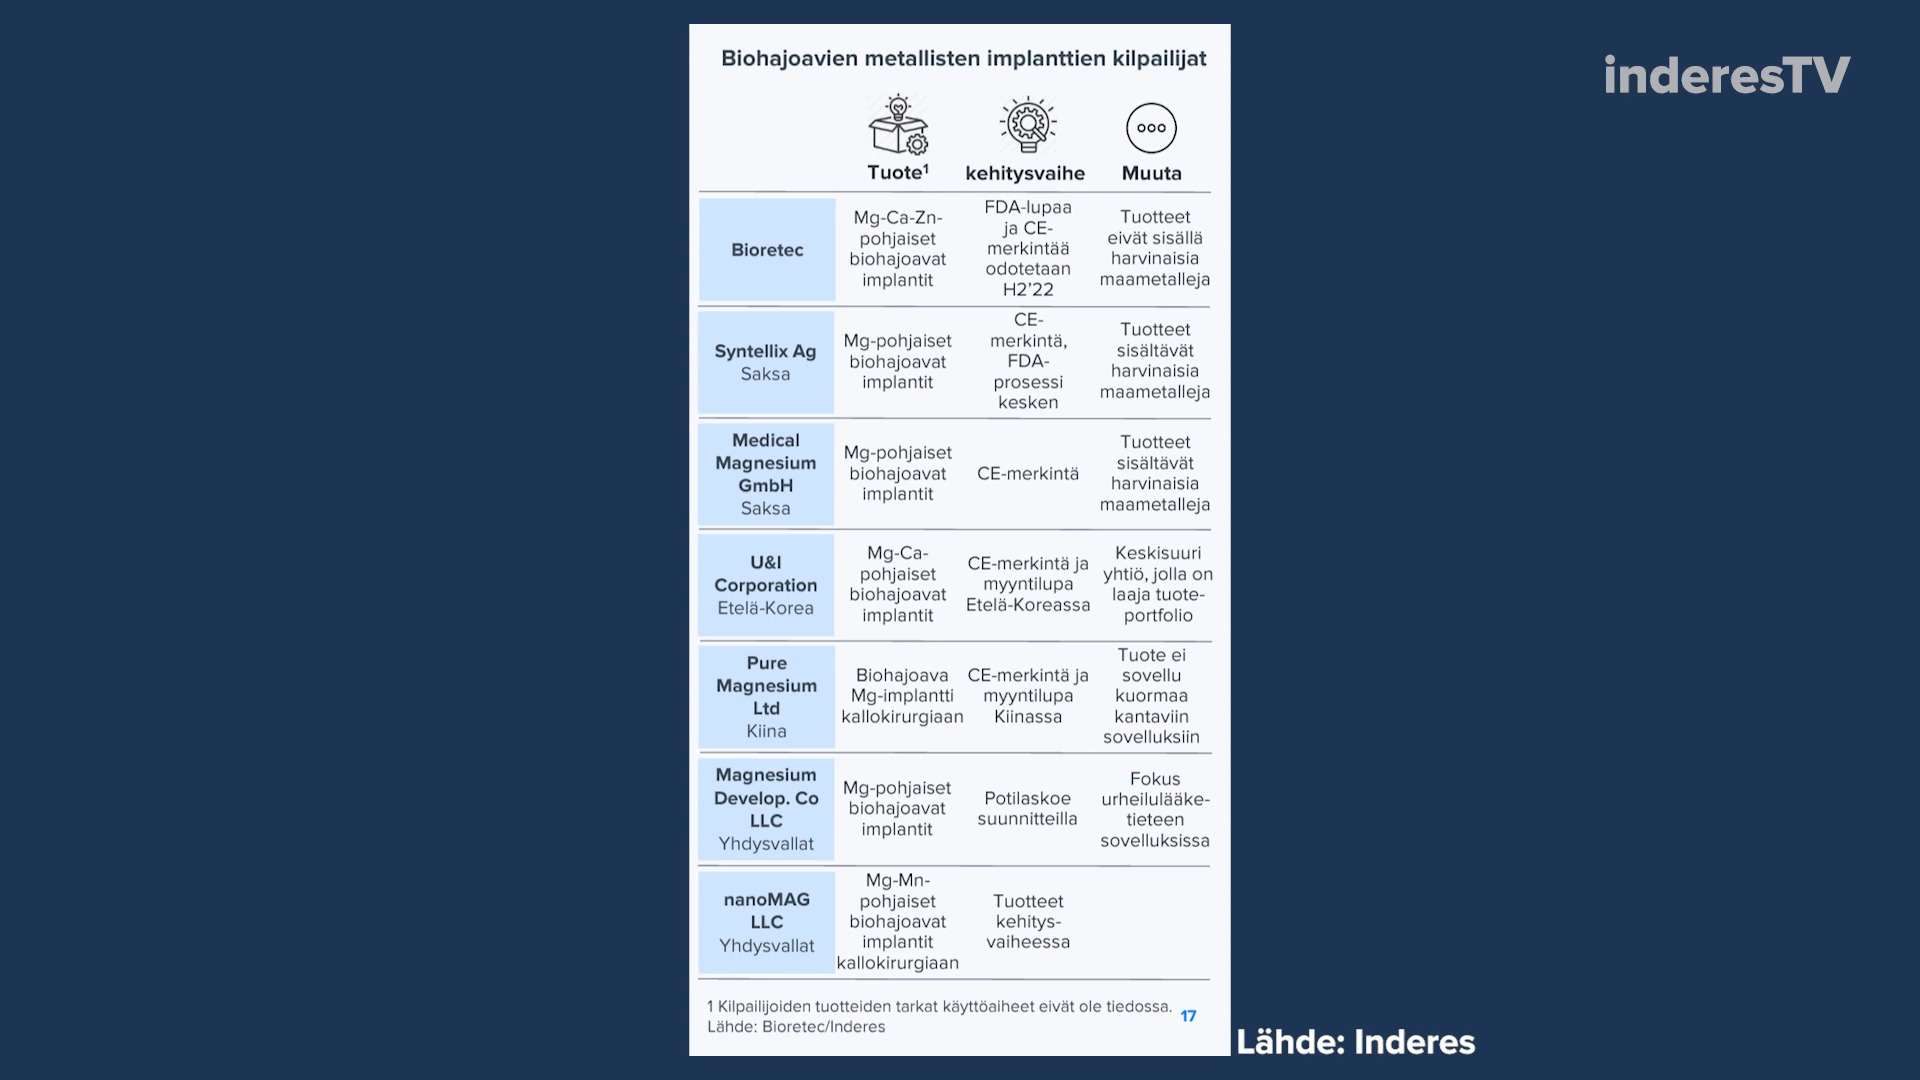 Biohajoavien metallisten implanttien kilpailijat
inderesTV
Tuote¹
kehitysvaihe
Muuta
Bioretec
Mg-Ca-Zn-
pohjaiset
biohajoavat
implantit
FDA-lupaa
ja CE-
merkintää
odotetaan
H2’22
Tuotteet
eivät sisällä
harvinaisia
maametalleja
Syntellix Ag
Saksa
Mg-pohjaiset
biohajoavat
implantit
CE-
merkintä,
FDA-
prosessi
kesken
Tuotteet
sisältävät
harvinaisia
maametalleja
Medical
Magnesium
GmbH
Saksa
Mg-pohjaiset
biohajoavat
implantit
CE-merkintä
Tuotteet
sisältävät
harvinaisia
maametalleja
U&I
Corporation
Etelä-Korea
Mg-Ca-
pohjaiset
biohajoavat
implantit
CE-merkintä ja
myyntilupa
Etelä-Koreassa
Keskisuuri
yhtiö, jolla on
laaja tuote-
portfolio
Pure
Magnesium
Ltd
Kiina
Biohajoava
Mg-implantti
kallokirurgiaan
CE-merkintä ja
myyntilupa
Kiinassa
Tuote ei
sovellu
kuormaa
kantaviin
sovelluksiin
Magnesium
Develop. Co
LLC
Yhdysvallat
Mg-pohjaiset
biohajoavat
implantit
Potilaskoe
suunnitteilla
Fokus
urheilulääke-
tieteen
sovelluksissa
nanoMAG
LLC
Yhdysvallat
Mg-Mn-
pohjaiset
biohajoavat
implantit
kallokirurgiaan
Tuotteet
kehitys-
vaiheessa
1 Kilpailijoiden tuotteiden tarkat käyttöaiheet eivät ole tiedossa.
Lähde: Bioretec/Inderes
17
Lähde: Inderes